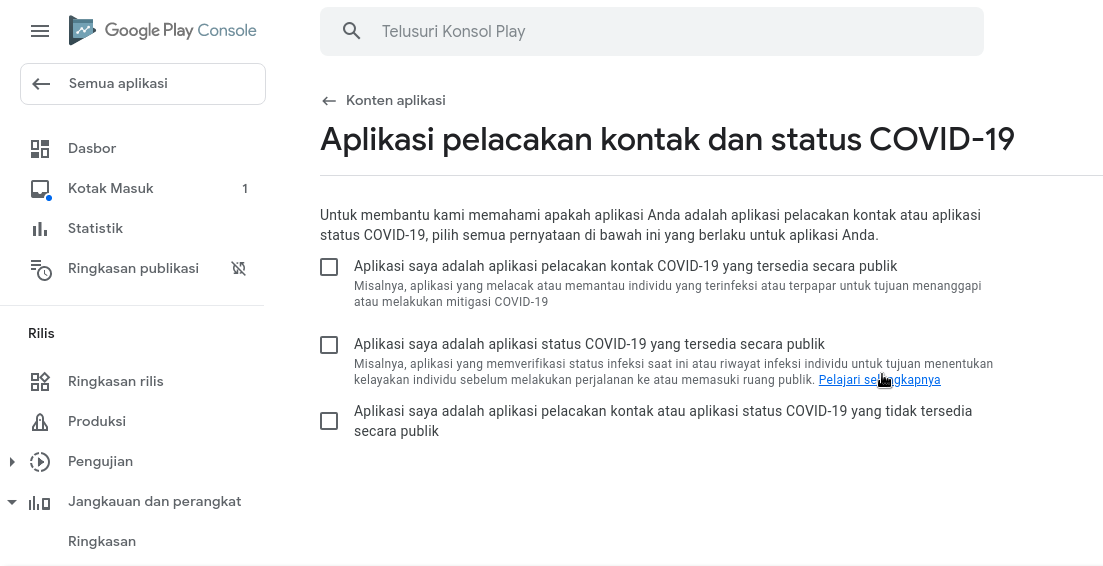 Google Play Console
Telusuri Konsol Play
Semua aplikasi
Dasbor
Kotak Masuk 1
Statistik
Ringkasan publikasi
Rilis
Ringkasan rilis
Produksi
Pengujian
Jangkauan dan perangkat
Ringkasan
Konten aplikasi
Aplikasi pelacakan kontak dan status COVID-19
Untuk membantu kami memahami apakah aplikasi Anda adalah aplikasi pelacakan kontak atau aplikasi
status COVID-19, pilih semua pernyataan di bawah ini yang berlaku untuk aplikasi Anda.
Aplikasi saya adalah aplikasi pelacakan kontak COVID-19 yang tersedia secara publik
Misalnya, aplikasi yang melacak atau memantau individu yang terinfeksi atau terpapar untuk tujuan menanggapi
atau melakukan mitigasi COVID-19
Aplikasi saya adalah aplikasi status COVID-19 yang tersedia secara publik
Misalnya, aplikasi yang memverifikasi status infeksi saat ini atau riwayat infeksi individu untuk tujuan menentukan
kelayakan individu sebelum melakukan perjalanan ke atau memasuki ruang publik. Pelajari selengkapnya
Aplikasi saya adalah aplikasi pelacakan kontak atau aplikasi status COVID-19 yang tidak tersedia
secara publik